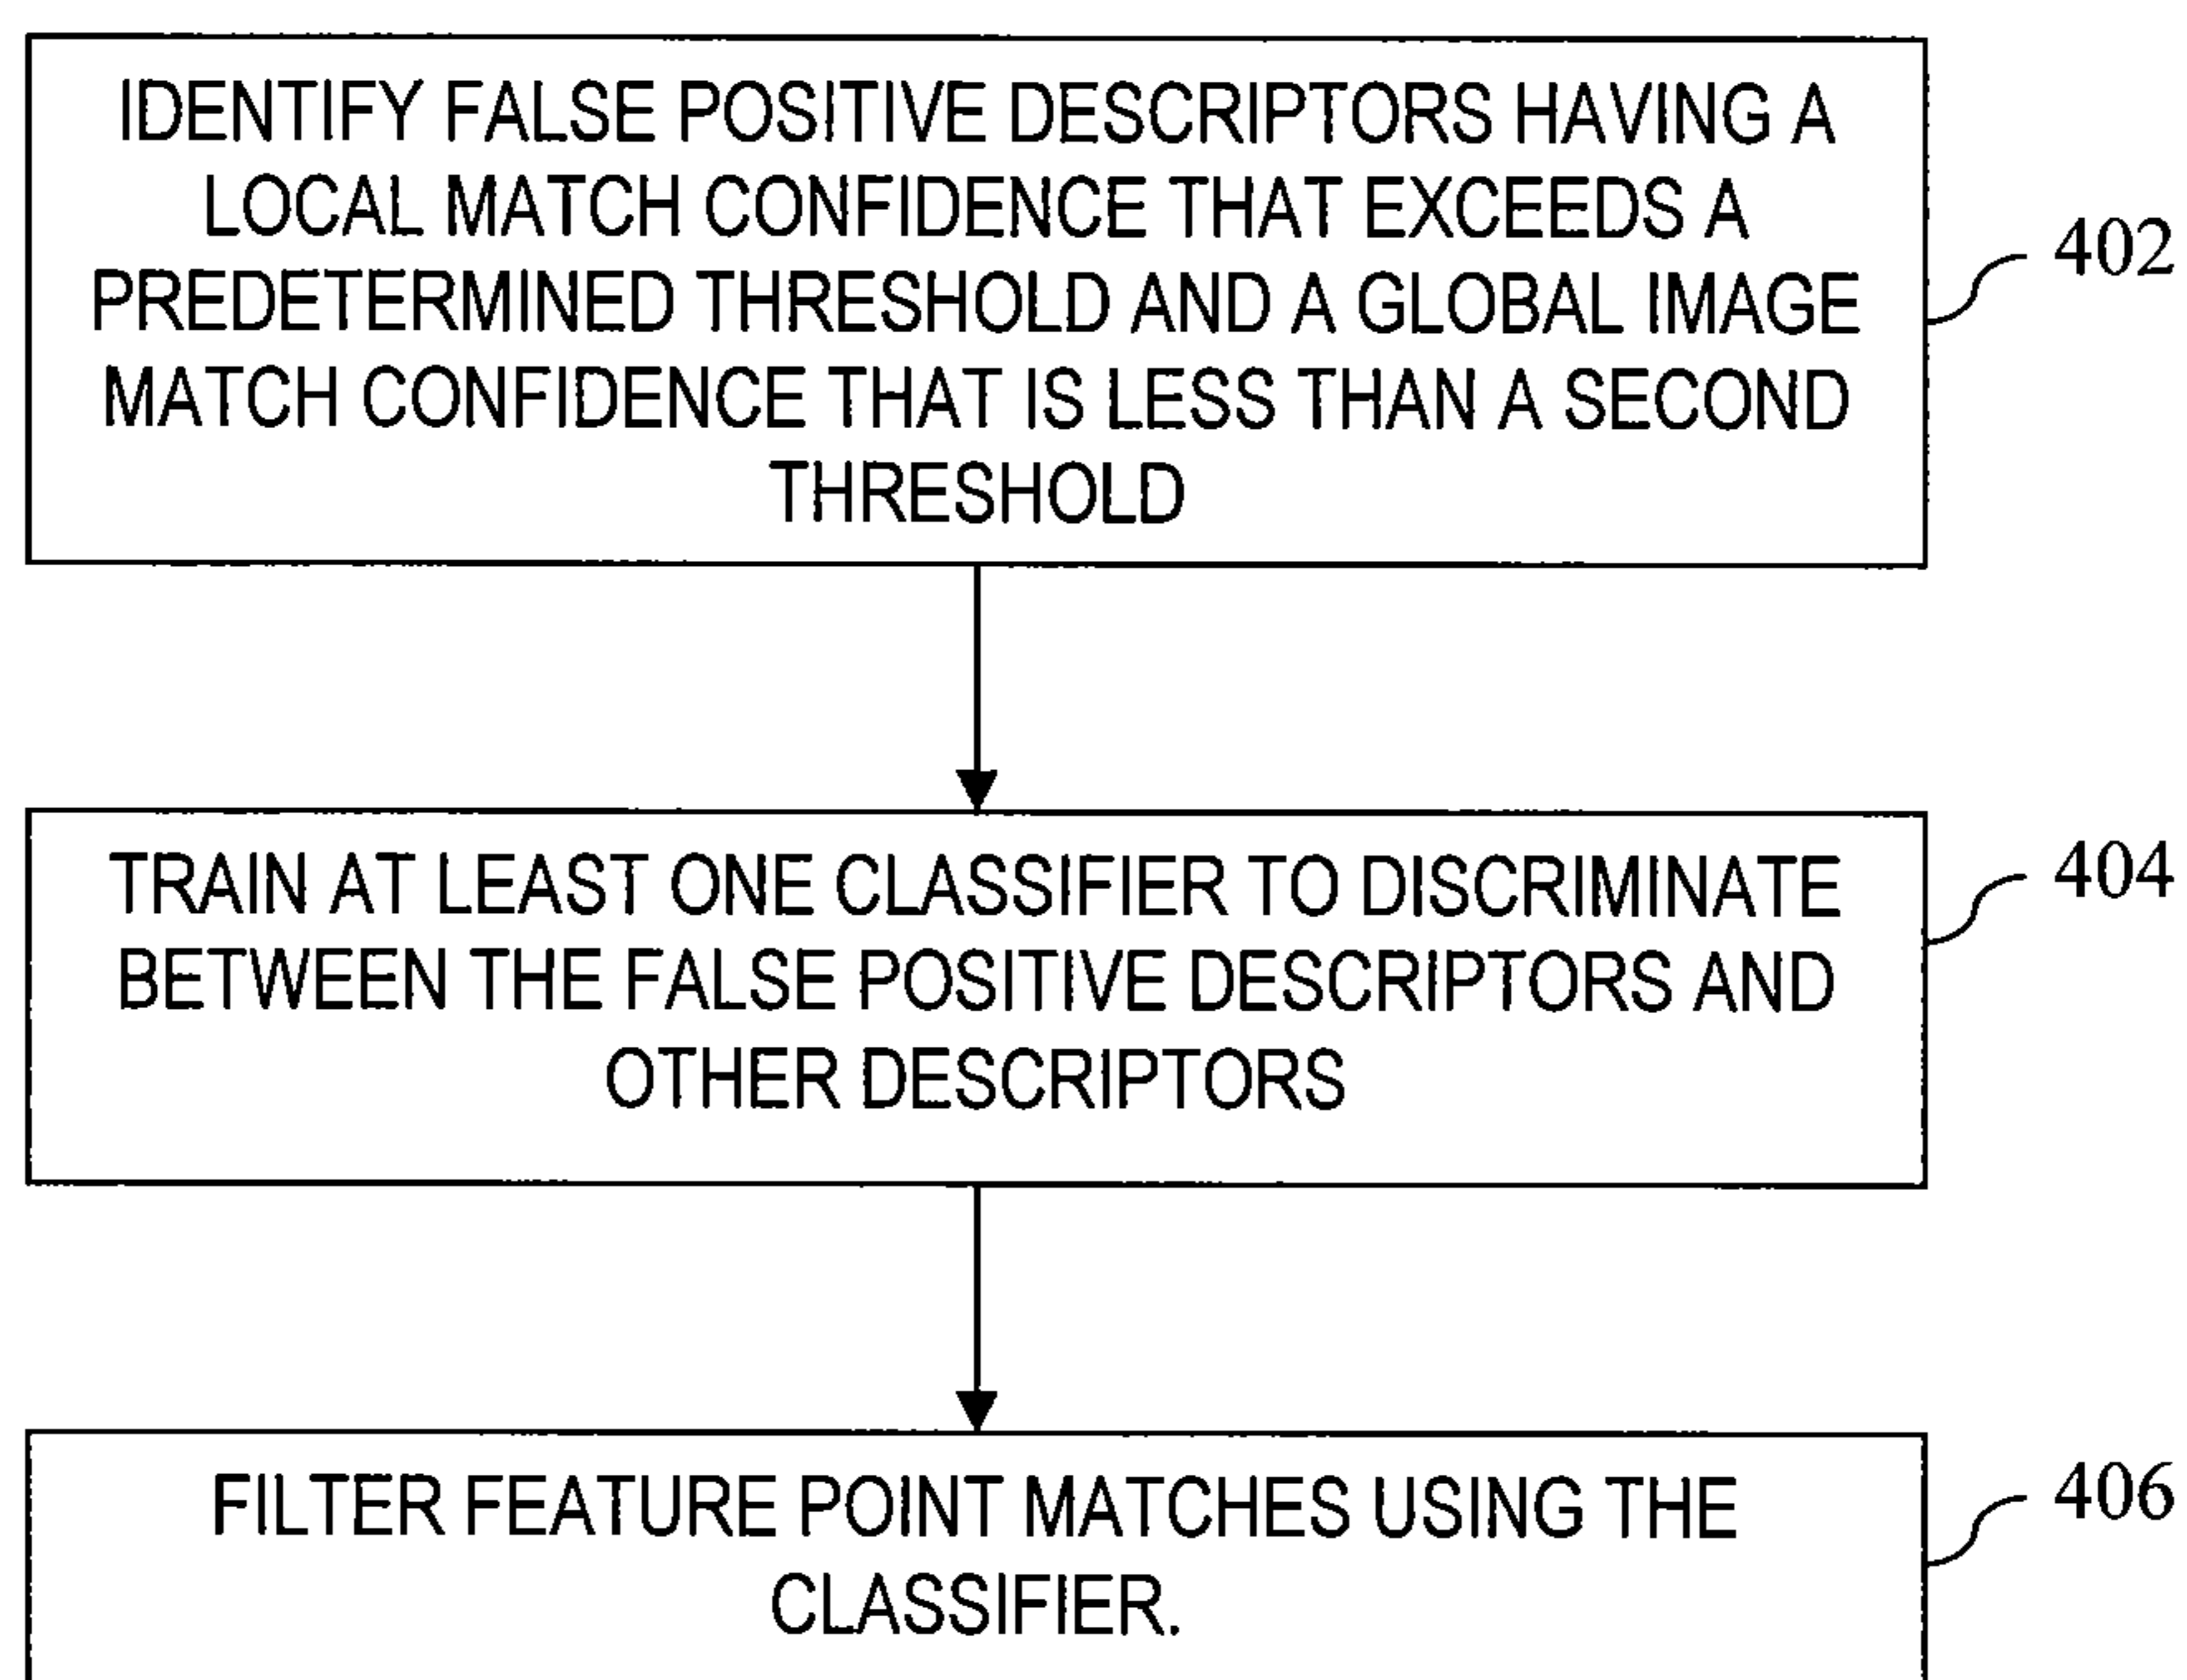 IDENTIFY FALSE POSITIVE DESCRIPTORS HAVING A
LOCAL MATCH CONFIDENCE THAT EXCEEDS A
PREDETERMINED THRESHOLD AND A GLOBAL IMAGE
MATCH CONFIDENCE THAT IS LESS THAN A SECOND
THRESHOLD
402
TRAIN AT LEAST ONE CLASSIFIER TO DISCRIMINATE
BETWEEN THE FALSE POSITIVE DESCRIPTORS AND
OTHER DESCRIPTORS
404
FILTER FEATURE POINT MATCHES USING THE
CLASSIFIER.
406